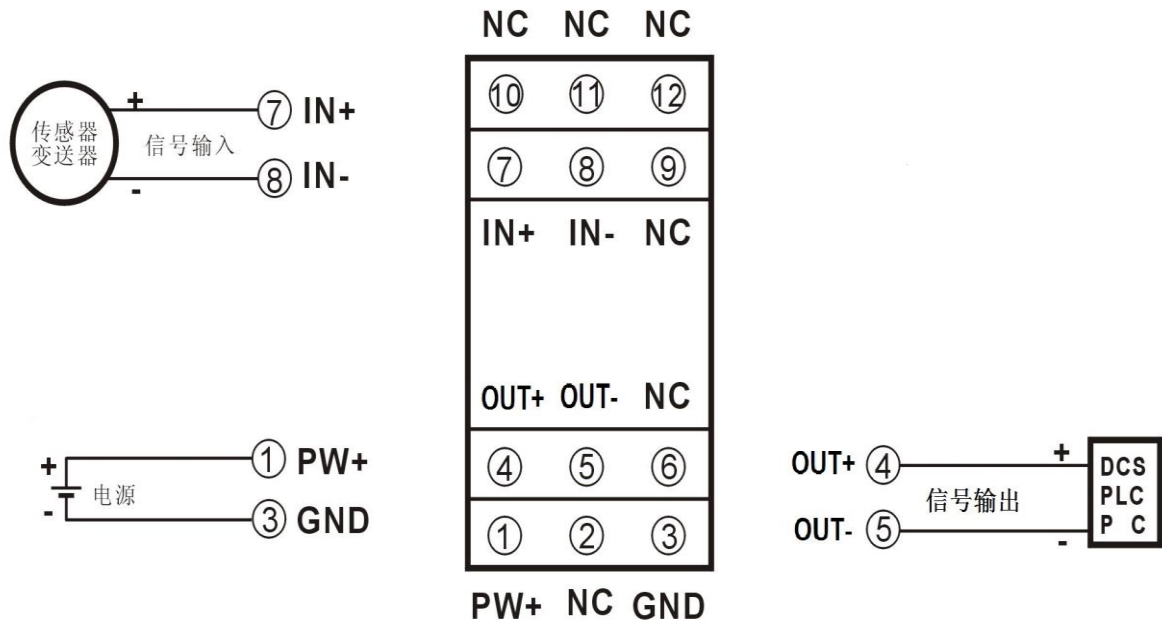 NC NC NC
⑩ ⑪ ⑫
⑦ ⑧ ⑨
IN+ IN- NC
OUT+ OUT- NC
④ ⑤ ⑥
① ② ③
PW+ NC GND
传感器
变送器
+
信号输入
-
⑦ IN+
⑧ IN-
+
电源
-
① PW+
③ GND
OUT+ ④
信号输出
OUT- ⑤
+
-
DCS
PLC
P C